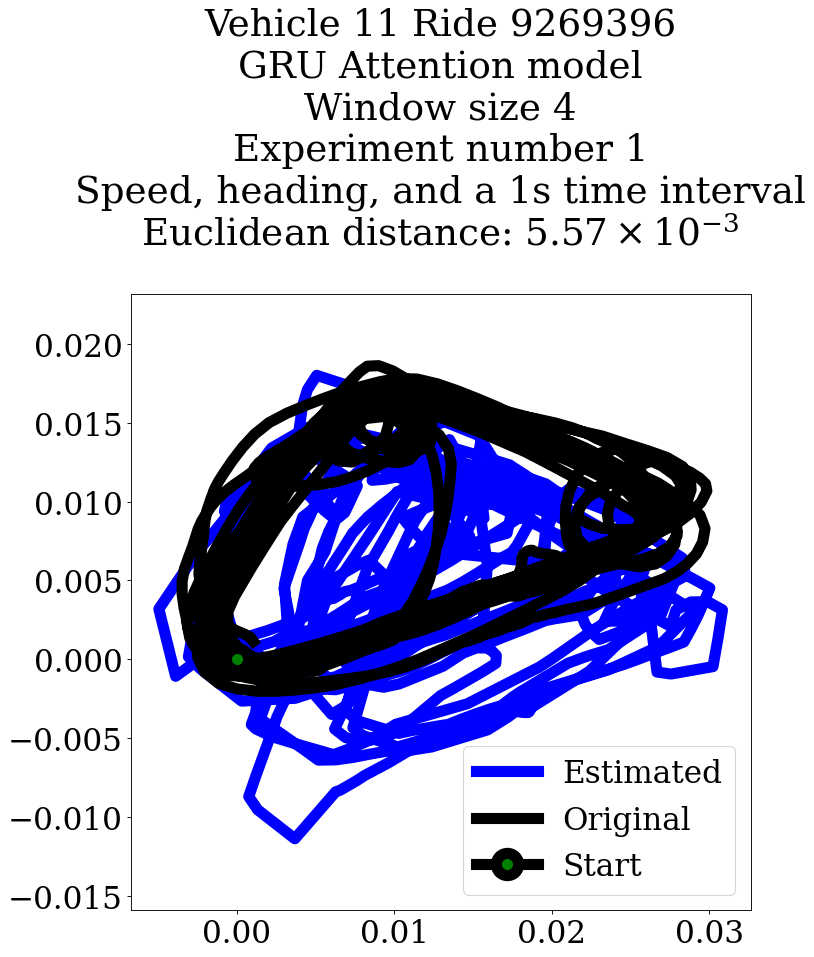 Vehicle 11 Ride 9269396
GRU Attention model
Window size 4
Experiment number 1
Speed, heading, and a 1s time interval
Euclidean distance: 5.57 × 10⁻³
0.020
0.015
0.010
0.005
0.000
−0.005
−0.010
−0.015
Estimated
Original
Start
0.00 0.01 0.02 0.03